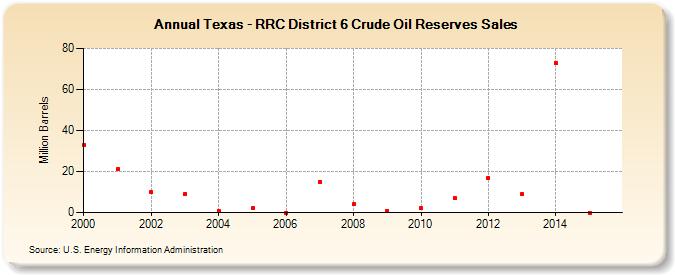 Annual Texas - RRC District 6 Crude Oil Reserves Sales
Million Barrels
80
60
40
20
0
2000 2002 2004 2006 2008 2010 2012 2014
Source: U.S. Energy Information Administration